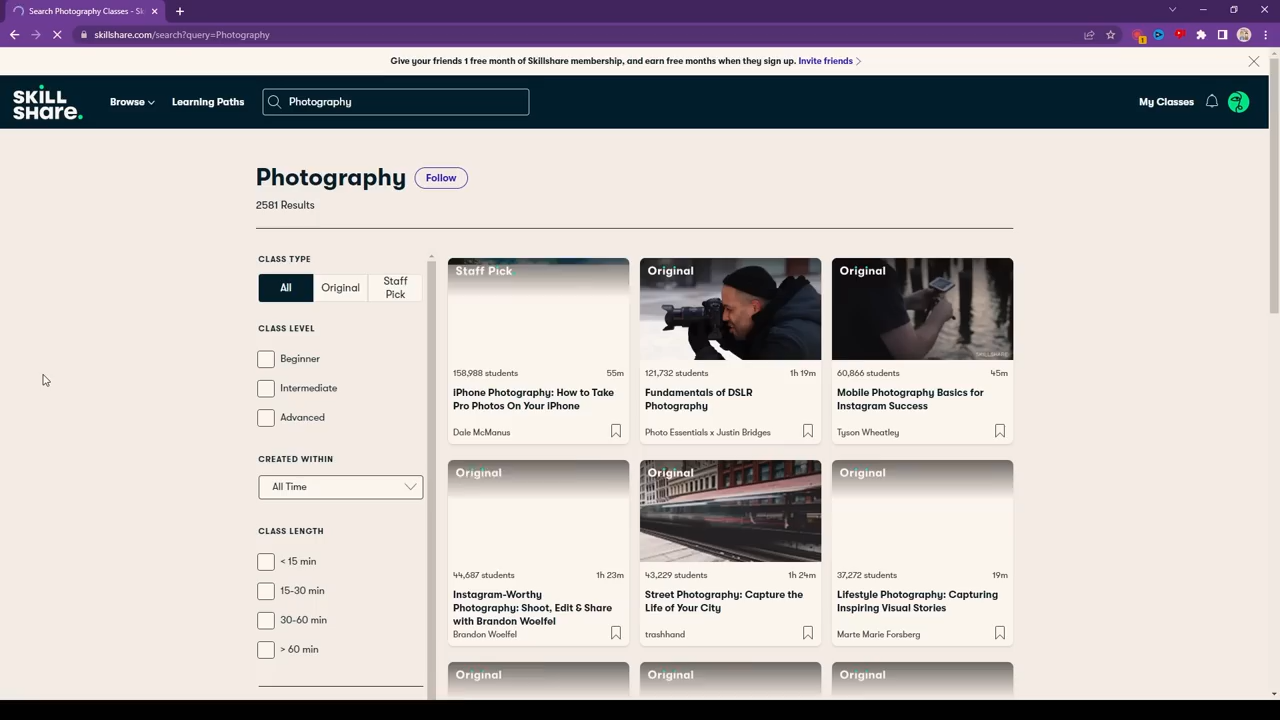 Search Photography Classes - Sk
skillshare.com/search?query=Photography
Give your friends 1 free month of Skillshare membership, and earn free months when they sign up. Invite friends
SKILL
SHARE.
Browse
Learning Paths
Photography
My Classes
Photography
Follow
2581 Results
CLASS TYPE
All
Original
Staff
Pick
CLASS LEVEL
Beginner
Intermediate
Advanced
CREATED WITHIN
All Time
CLASS LENGTH
< 15 min
15-30 min
30-60 min
> 60 min
Staff Pick
158,988 students 55m
iPhone Photography: How to Take
Pro Photos On Your iPhone
Dale McManus
Original
121,732 students 1h 19m
Fundamentals of DSLR
Photography
Photo Essentials x Justin Bridges
Original
SKILLSHARE
60,866 students 45m
Mobile Photography Basics for
Instagram Success
Tyson Wheatley
Original
44,687 students 1h 23m
Instagram-Worthy
Photography: Shoot, Edit & Share
with Brandon Woelfel
Brandon Woelfel
Original
43,229 students 1h 24m
Street Photography: Capture the
Life of Your City
trashhand
Original
37,272 students 19m
Lifestyle Photography: Capturing
Inspiring Visual Stories
Marte Marie Forsberg
Original
Original
Original